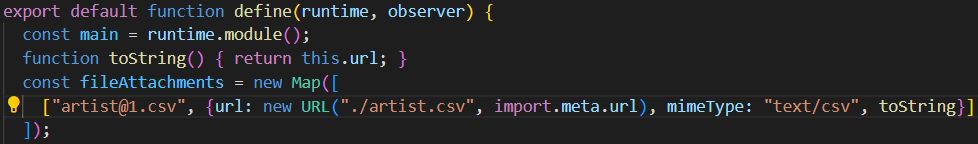 export default function define(runtime, observer) {
  const main = runtime.module();
  function toString() { return this.url; }
  const fileAttachments = new Map([
    ["artist@1.csv", {url: new URL("./artist.csv", import.meta.url), mimeType: "text/csv", toString}]
  ]);